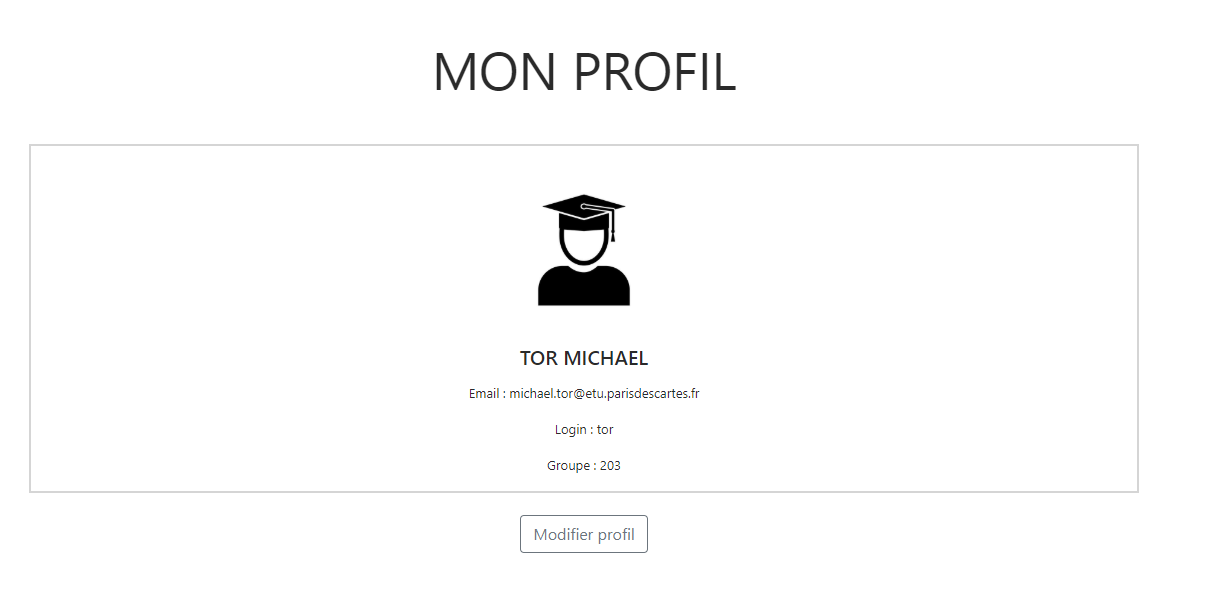 MON PROFIL
TOR MICHAEL
Email : michael.tor@etu.parisdescartes.fr
Login : tor
Groupe : 203
Modifier profil